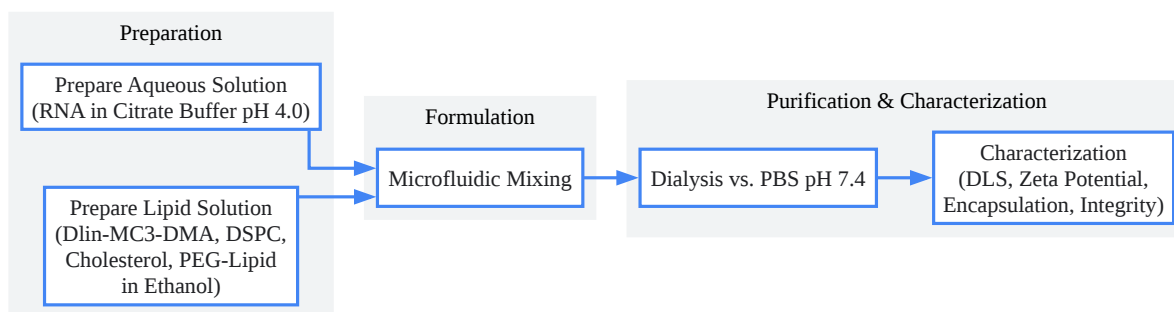 Preparation
Prepare Aqueous Solution
(RNA in Citrate Buffer pH 4.0)
Prepare Lipid Solution
(Dlin-MC3-DMA, DSPC,
Cholesterol, PEG-Lipid
in Ethanol)
Formulation
Microfluidic Mixing
Purification & Characterization
Dialysis vs. PBS pH 7.4
Characterization
(DLS, Zeta Potential,
Encapsulation, Integrity)